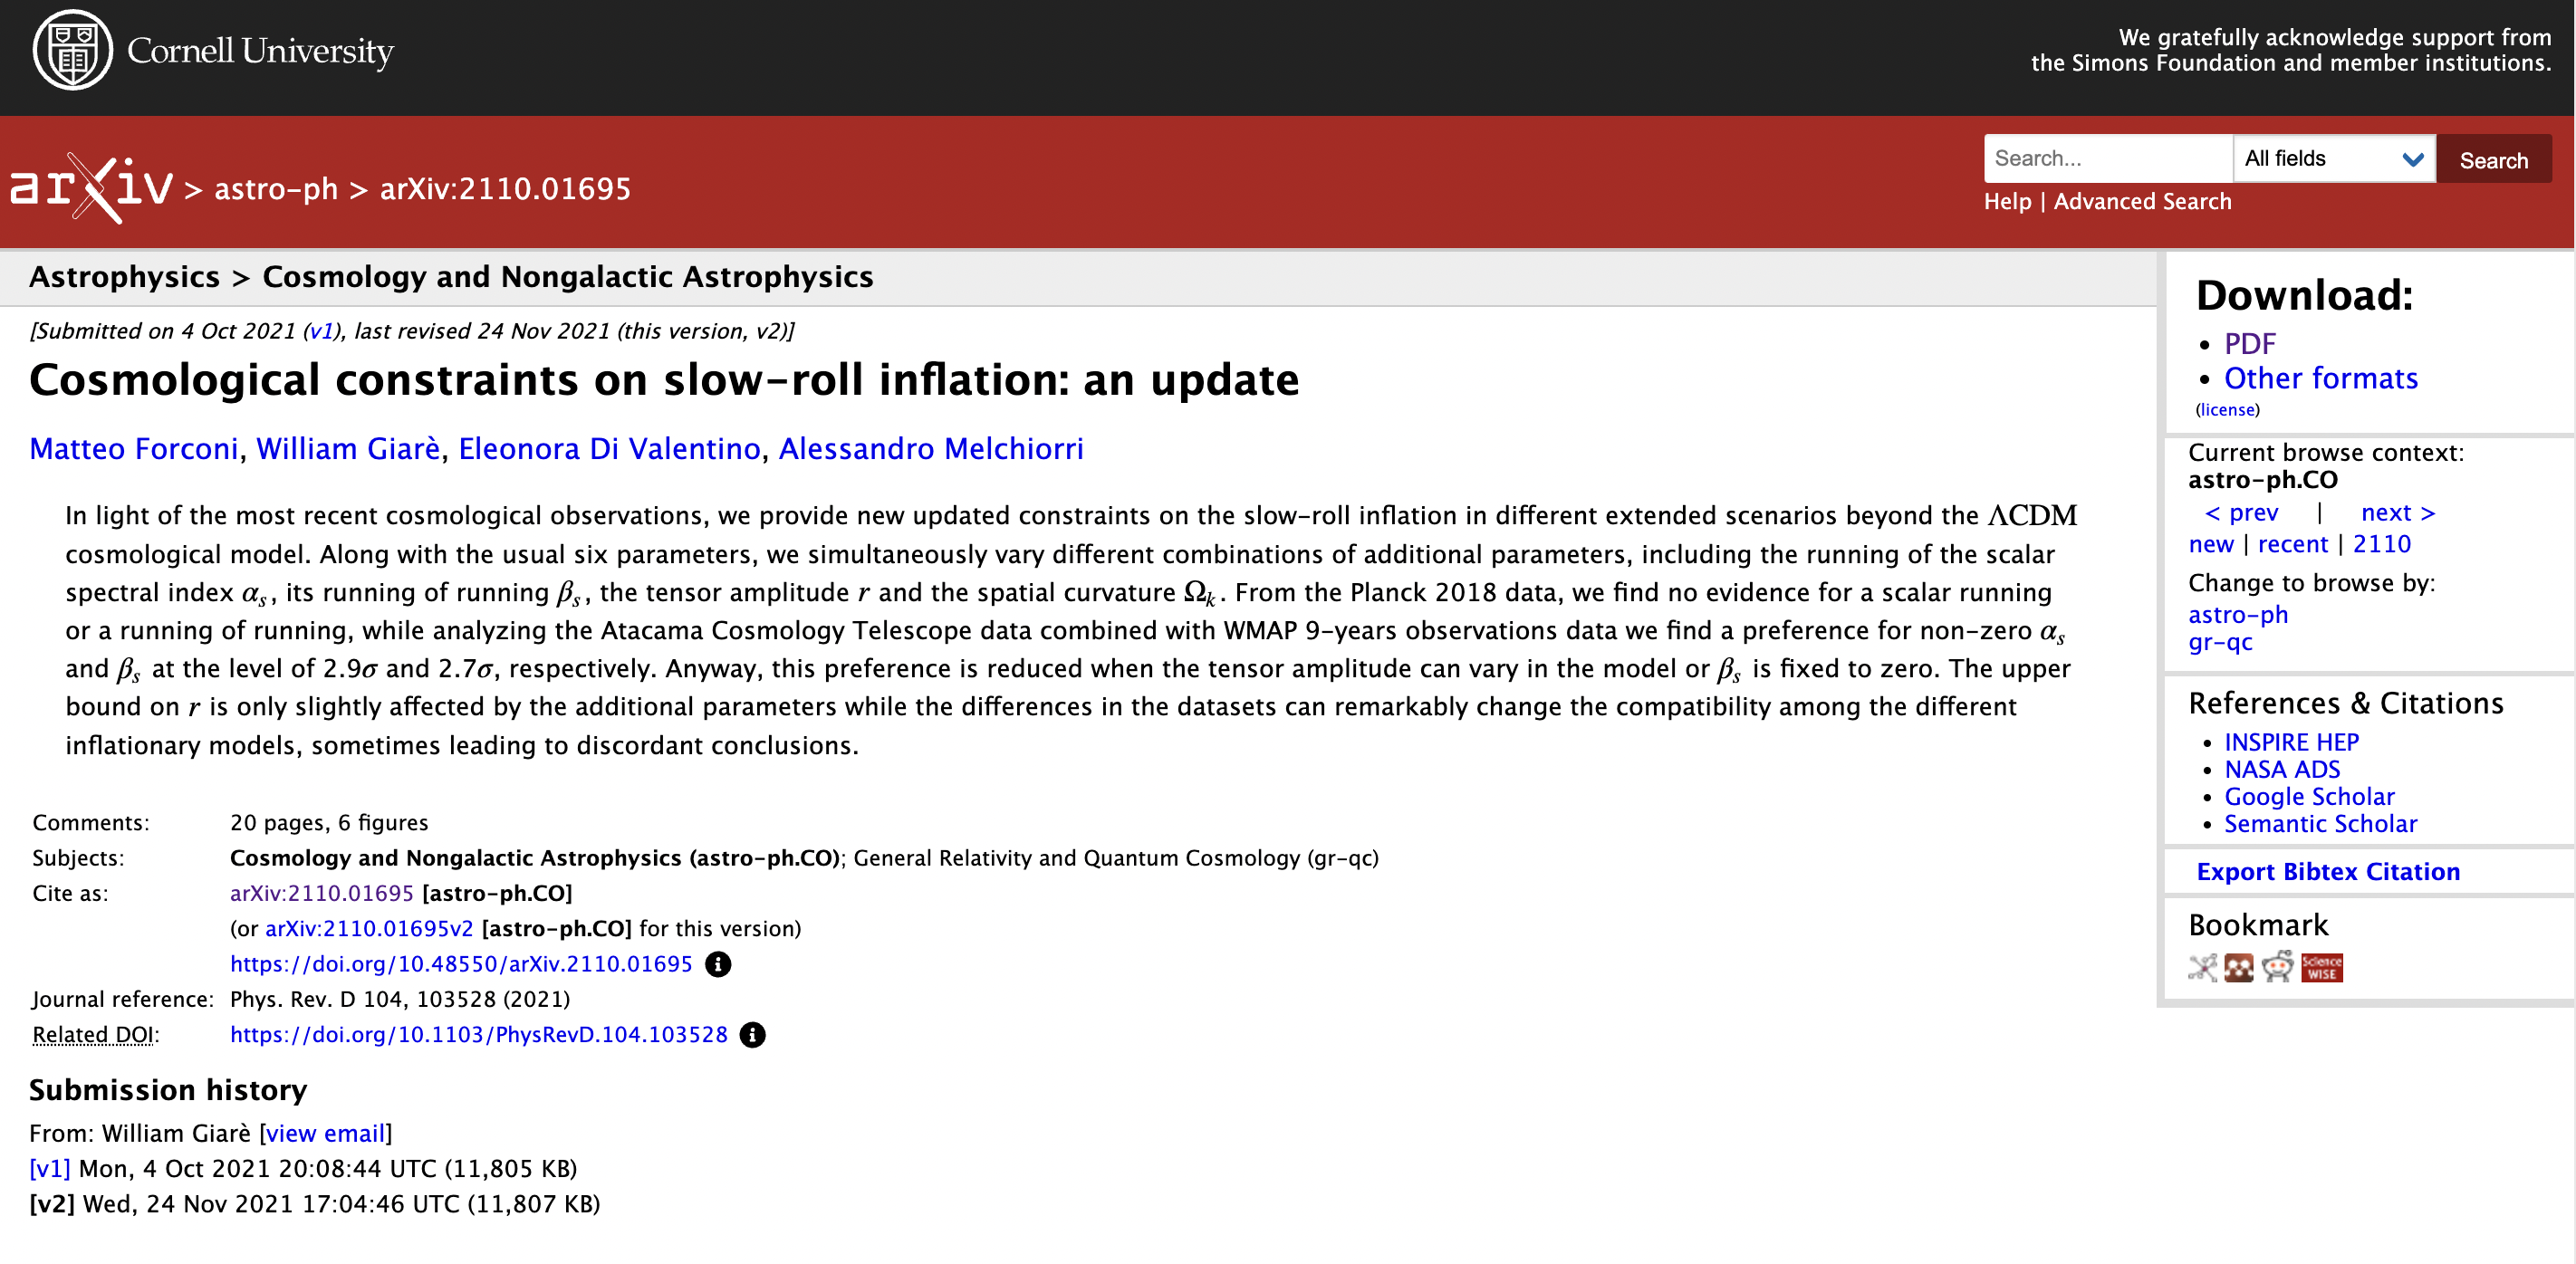 Cornell University
We gratefully acknowledge support from
the Simons Foundation and member institutions.
arXiv > astro-ph > arXiv:2110.01695
Search...
All fields
Search
Help | Advanced Search
Astrophysics > Cosmology and Nongalactic Astrophysics
[Submitted on 4 Oct 2021 (v1), last revised 24 Nov 2021 (this version, v2)]
Cosmological constraints on slow-roll inflation: an update
Matteo Forconi, William Giarè, Eleonora Di Valentino, Alessandro Melchiorri
In light of the most recent cosmological observations, we provide new updated constraints on the slow-roll inflation in different extended scenarios beyond the ΛCDM
cosmological model. Along with the usual six parameters, we simultaneously vary different combinations of additional parameters, including the running of the scalar
spectral index αs, its running of running βs, the tensor amplitude r and the spatial curvature Ωk. From the Planck 2018 data, we find no evidence for a scalar running
or a running of running, while analyzing the Atacama Cosmology Telescope data combined with WMAP 9-years observations data we find a preference for non-zero αs
and βs at the level of 2.9σ and 2.7σ, respectively. Anyway, this preference is reduced when the tensor amplitude can vary in the model or βs is fixed to zero. The upper
bound on r is only slightly affected by the additional parameters while the differences in the datasets can remarkably change the compatibility among the different
inflationary models, sometimes leading to discordant conclusions.
Comments: 20 pages, 6 figures
Subjects: Cosmology and Nongalactic Astrophysics (astro-ph.CO); General Relativity and Quantum Cosmology (gr-qc)
Cite as: arXiv:2110.01695 [astro-ph.CO]
(or arXiv:2110.01695v2 [astro-ph.CO] for this version)
https://doi.org/10.48550/arXiv.2110.01695
Journal reference: Phys. Rev. D 104, 103528 (2021)
Related DOI: https://doi.org/10.1103/PhysRevD.104.103528
Submission history
From: William Giarè [view email]
[v1] Mon, 4 Oct 2021 20:08:44 UTC (11,805 KB)
[v2] Wed, 24 Nov 2021 17:04:46 UTC (11,807 KB)
Download:
• PDF
• Other formats
(license)
Current browse context:
astro-ph.CO
< prev | next >
new | recent | 2110
Change to browse by:
astro-ph
gr-qc
References & Citations
• INSPIRE HEP
• NASA ADS
• Google Scholar
• Semantic Scholar
Export Bibtex Citation
Bookmark
Science
WISE